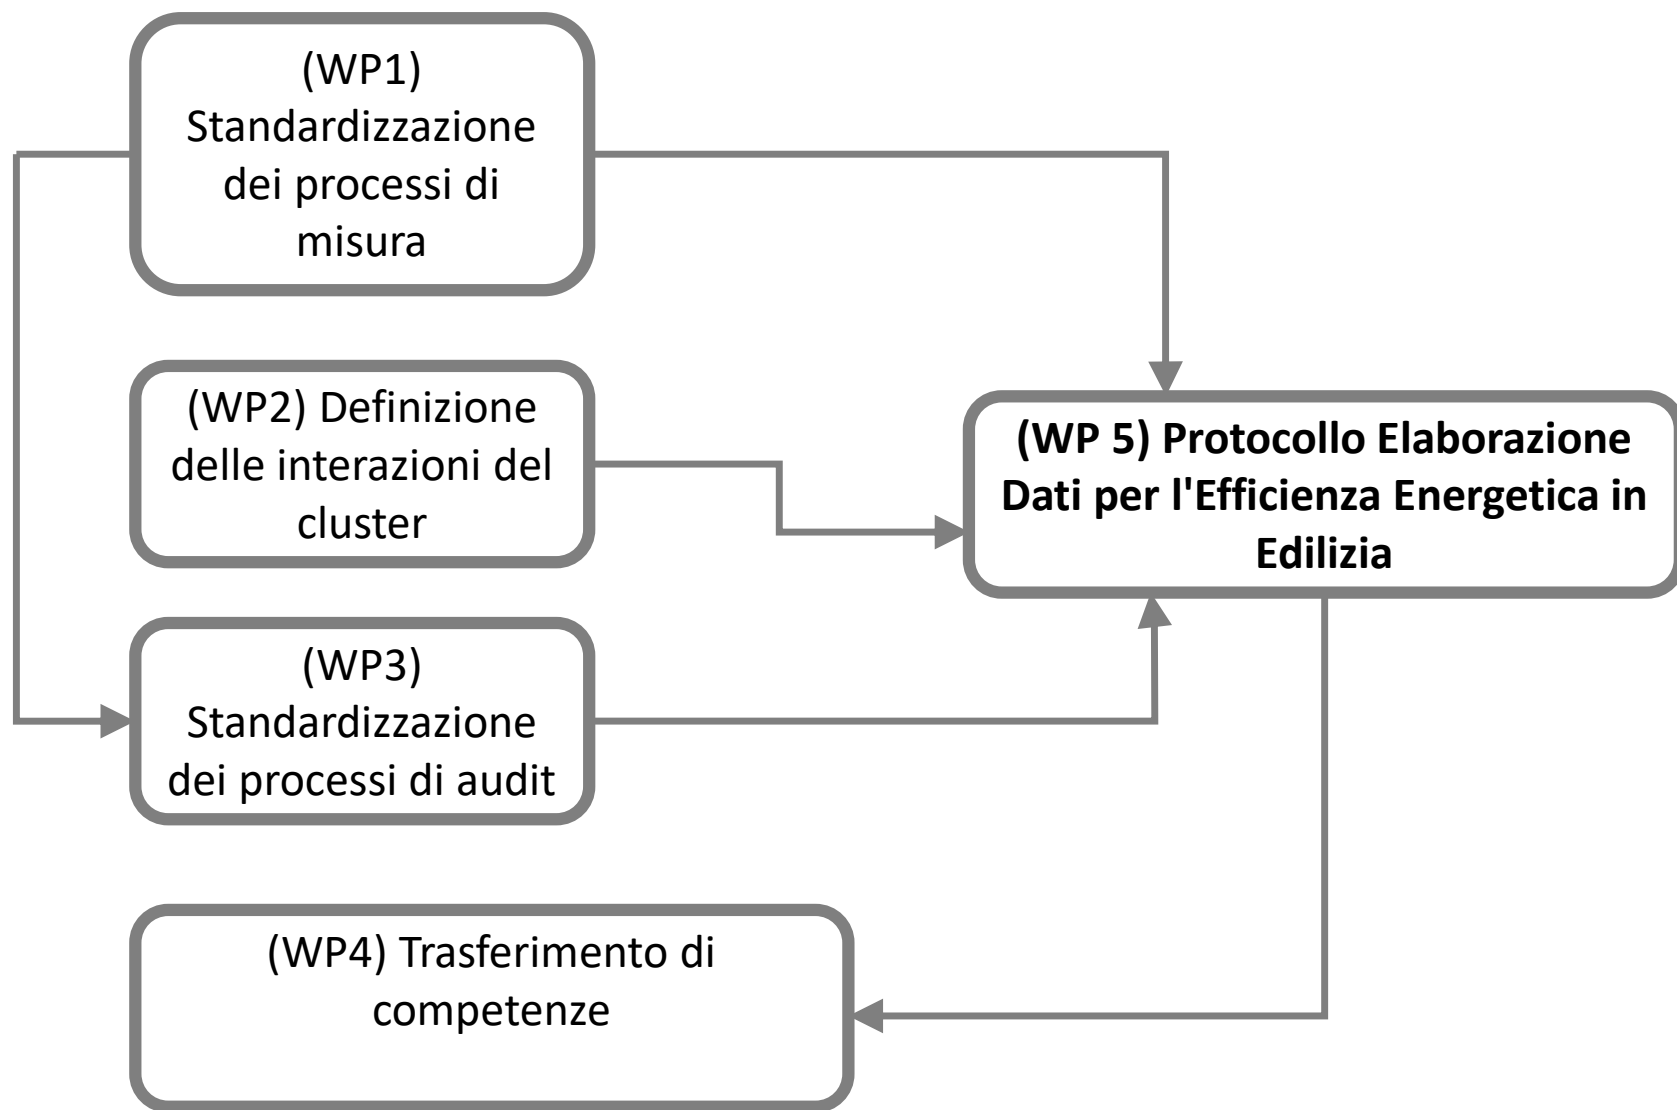 (WP1)
Standardizzazione
dei processi di
misura
(WP2) Definizione
delle interazioni del
cluster
(WP 5) Protocollo Elaborazione
Dati per l'Efficienza Energetica in
Edilizia
(WP3)
Standardizzazione
dei processi di audit
(WP4) Trasferimento di
competenze